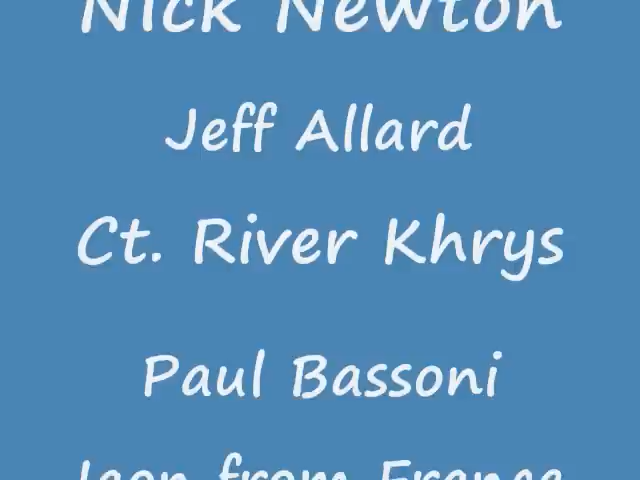 Nick Newton
Jeff Allard
Ct. River Khrys
Paul Bassoni
from France